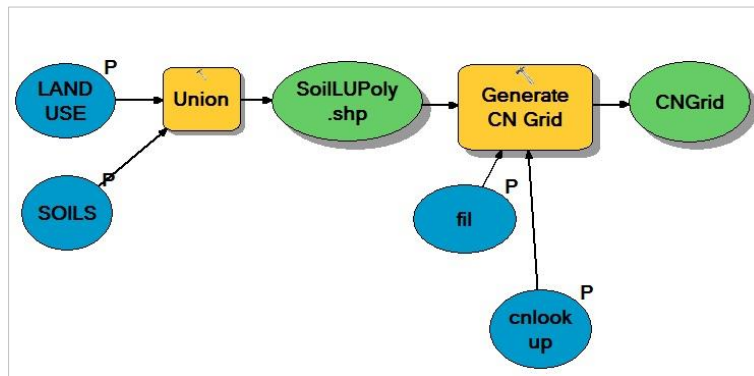 P
LAND
USE
Union
SoilLUPoly
.shp
Generate
CN Grid
CNGrid
P
SOILS
P
fil
P
cnlook
up